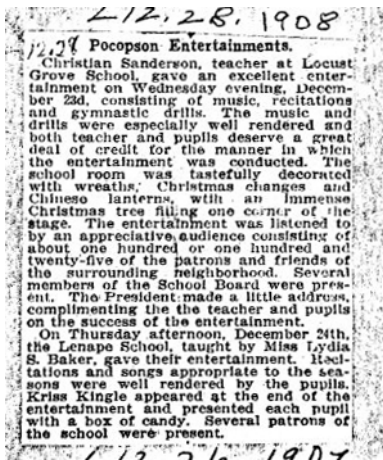 12.28.1908
12.29 Pocopson Entertainments.
Christian Sanderson, teacher at Locust
Grove School, gave an excellent enter-
tainment on Wednesday evening, Decem-
ber 23d, consisting of music, recitations
and gymnastic drills. The music and
drills were especially well rendered and
both teacher and pupils deserve a great
deal of credit for the manner in which
the entertainment was conducted. The
school room was tastefully decorated
with wreaths, Christmas changes and
Chinese lanterns, wtih an immense
Christmas tree filling one corner of the
stage. The entertainment was listened to
by an appreciative audience consisting of
about one hundred or one hundred and
twenty-five of the patrons and friends of
the surrounding neighborhood. Several
members of the School Board were pres-
ent. The President made a little address,
complimenting the the teacher and pupils
on the success of the entertainment.
On Thursday afternoon, December 24th,
the Lenape School, taught by Miss Lydia
S. Baker, gave their entertainment. Reci-
tations and songs appropriate to the sea-
sons were well rendered by the pupils.
Kriss Kingle appeared at the end of the
entertainment and presented each pupil
with a box of candy. Several patrons of
the school were present.